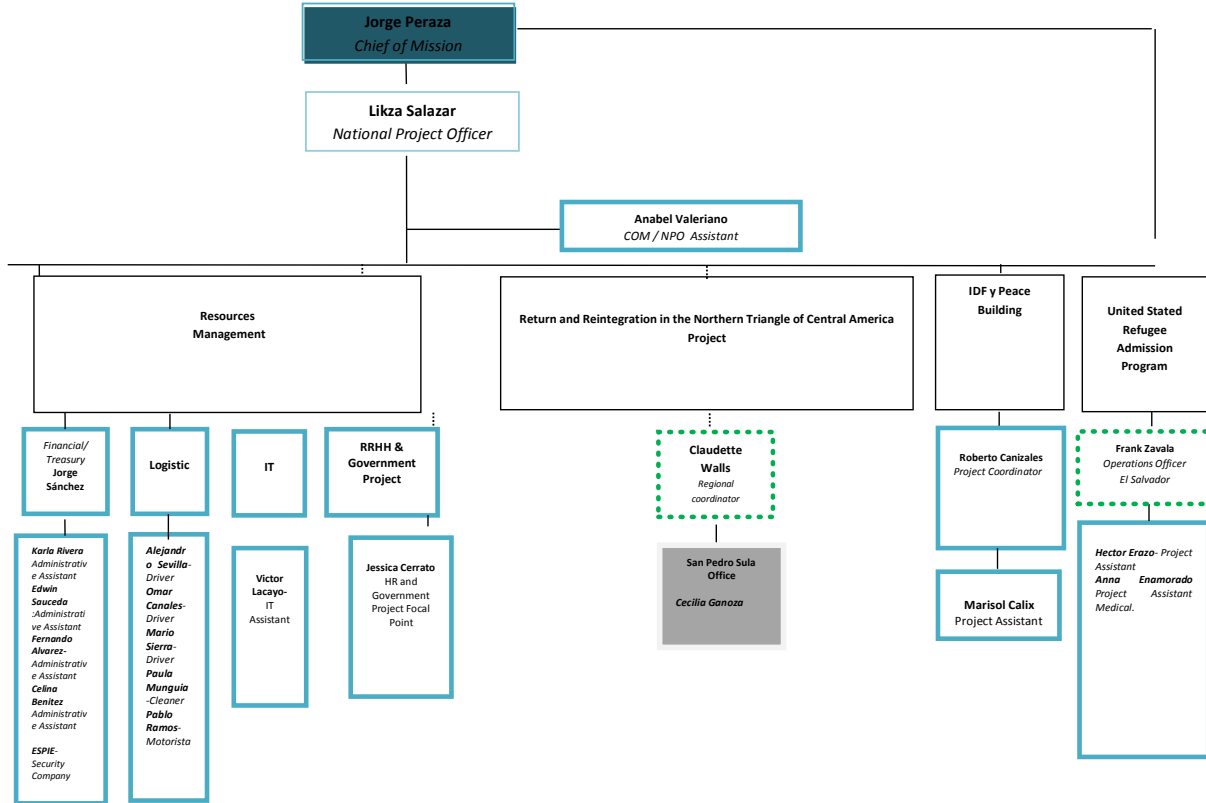 Jorge Peraza
Chief of Mission
Likza Salazar
National Project Officer
Anabel Valeriano
COM / NPO Assistant
Resources
Management
Return and Reintegration in the Northern Triangle of Central America
Project
IDF y Peace
Building
United Stated
Refugee
Admission
Program
Financial/
Treasury
Jorge
Sánchez
Logistic
IT
RRHH &
Government
Project
Claudette
Walls
Regional
coordinator
Roberto Canizales
Project Coordinator
Frank Zavala
Operations Officer
El Salvador
Karla Rivera
Administrativ
e Assistant
Edwin
Sauceda
:Administrati
ve Assistant
Fernando
Alvarez-
Administrativ
e Assistant
Celina
Benitez
Administrativ
e Assistant
ESPIE-
Security
Company
Alejandr
o Sevilla-
Driver
Omar
Canales-
Driver
Mario
Sierra-
Driver
Paula
Munguia
-Cleaner
Pablo
Ramos-
Motorista
Victor
Lacayo-
IT
Assistant
Jessica Cerrato
HR and
Government
Project Focal
Point
San Pedro Sula
Office
Cecilia Ganoza
Marisol Calix
Project Assistant
Hector Erazo- Project
Assistant
Anna Enamorado
Project Assistant
Medical.